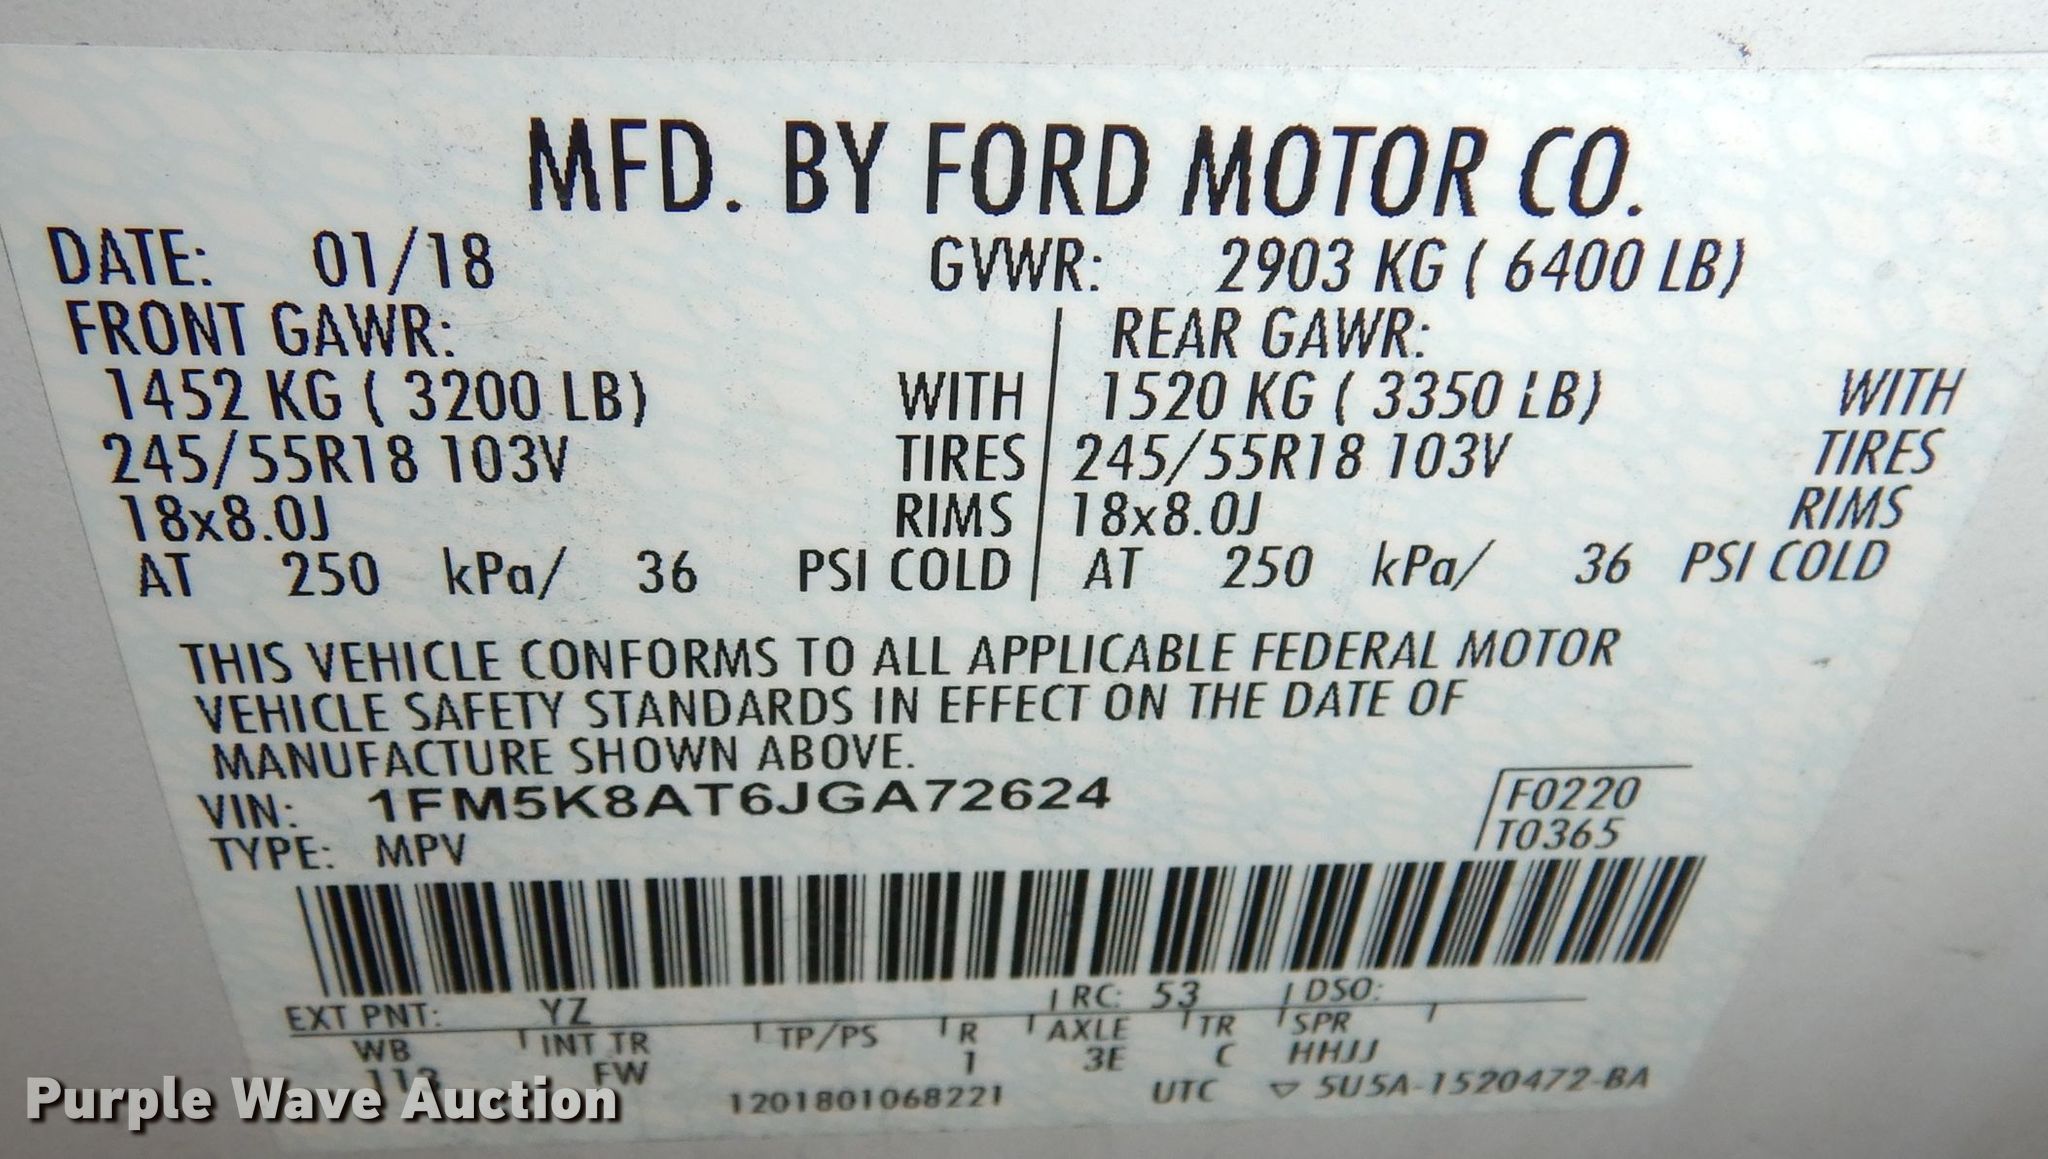 MFD. BY FORD MOTOR CO.
DATE: 01/18 GVWR: 2903 KG ( 6400 LB)
FRONT GAWR: REAR GAWR:
1452 KG ( 3200 LB) WITH 1520 KG ( 3350 LB) WITH
245/55R18 103V TIRES 245/55R18 103V TIRES
18x8.0J RIMS 18x8.0J RIMS
AT 250 kPa/ 36 PSI COLD AT 250 kPa/ 36 PSI COLD
THIS VEHICLE CONFORMS TO ALL APPLICABLE FEDERAL MOTOR
VEHICLE SAFETY STANDARDS IN EFFECT ON THE DATE OF
MANUFACTURE SHOWN ABOVE.
VIN: 1FM5K8AT6JGA72624 F0220
TYPE: MPV T0365
EXT PNT: YZ RC: 53 DSO:
WB INT TR TP/PS R AXLE TR SPR
113 FW 1 3E C HHJJ
1201801068221 UTC ▽ 5U5A-1520472-BA
Purple Wave Auction